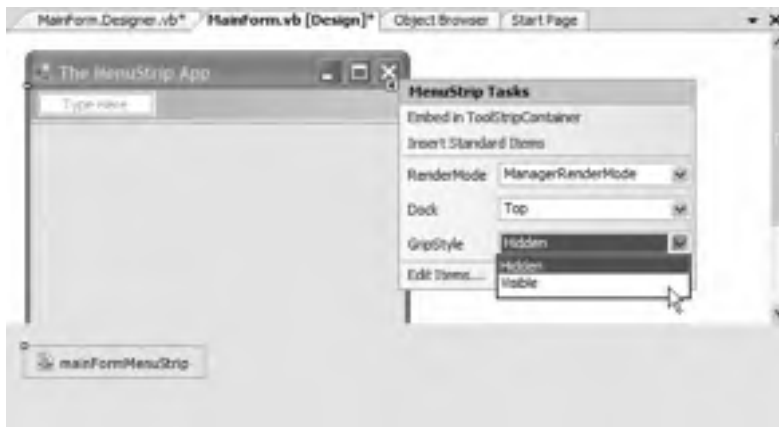 MainForm.Designer.vb* MainForm.vb [Design]* Object Browser Start Page
The MenuStrip App
Type Here
MenuStrip Tasks
Embed in ToolStripContainer
Insert Standard Items
RenderMode ManagerRenderMode
Dock Top
GripStyle Hidden
Hidden
Edit Items...
Visible
mainFormMenuStrip